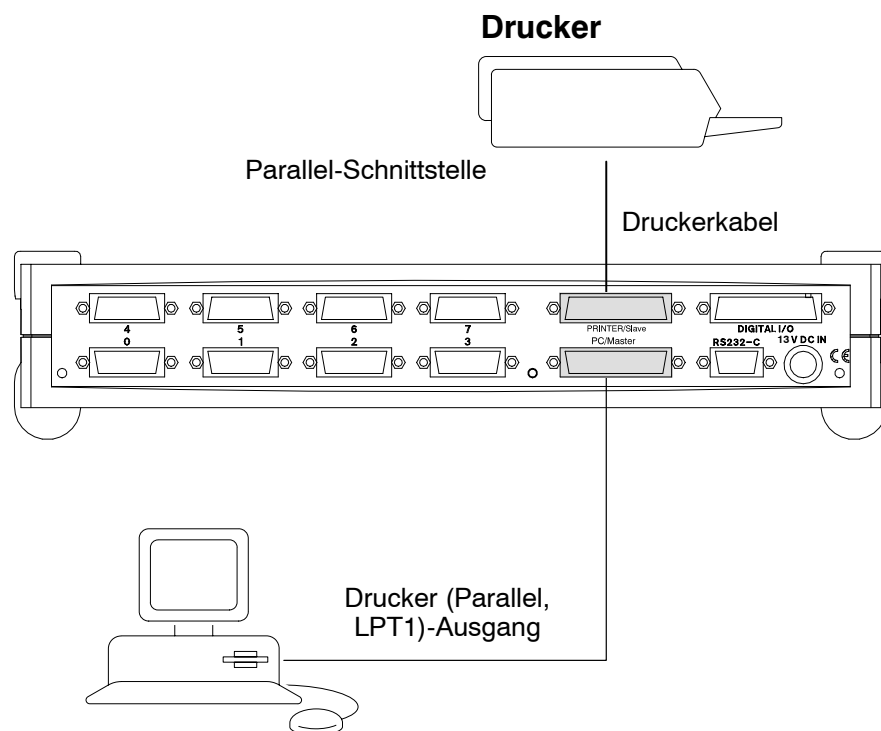 Drucker
Parallel-Schnittstelle
Druckerkabel
4 5 6 7 PRINTER/Slave DIGITAL I/O
0 1 2 3 PC/Master RS232-C 13 V DC IN
CE
Drucker (Parallel,
LPT1)-Ausgang